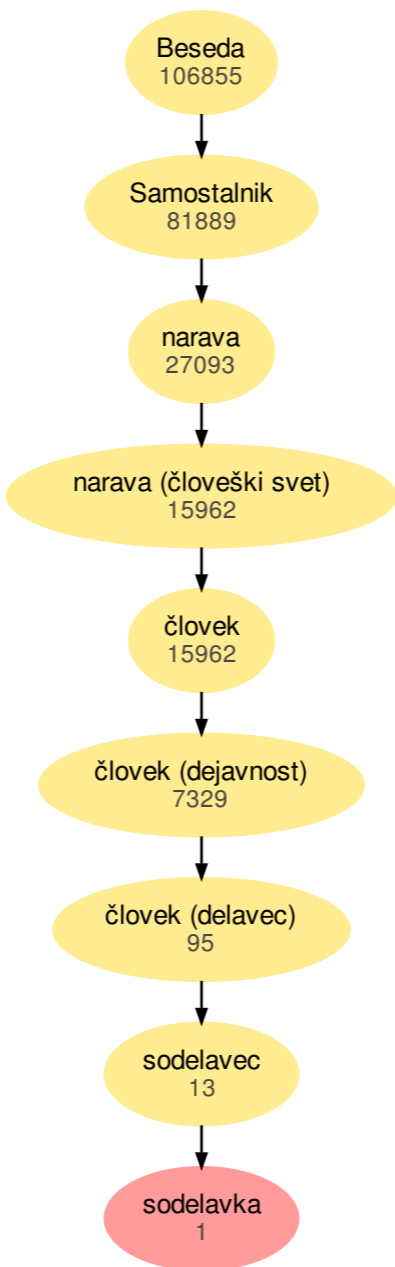 Beseda
106855
Samostalnik
81889
narava
27093
narava (človeški svet)
15962
človek
15962
človek (dejavnost)
7329
človek (delavec)
95
sodelavec
13
sodelavka
1